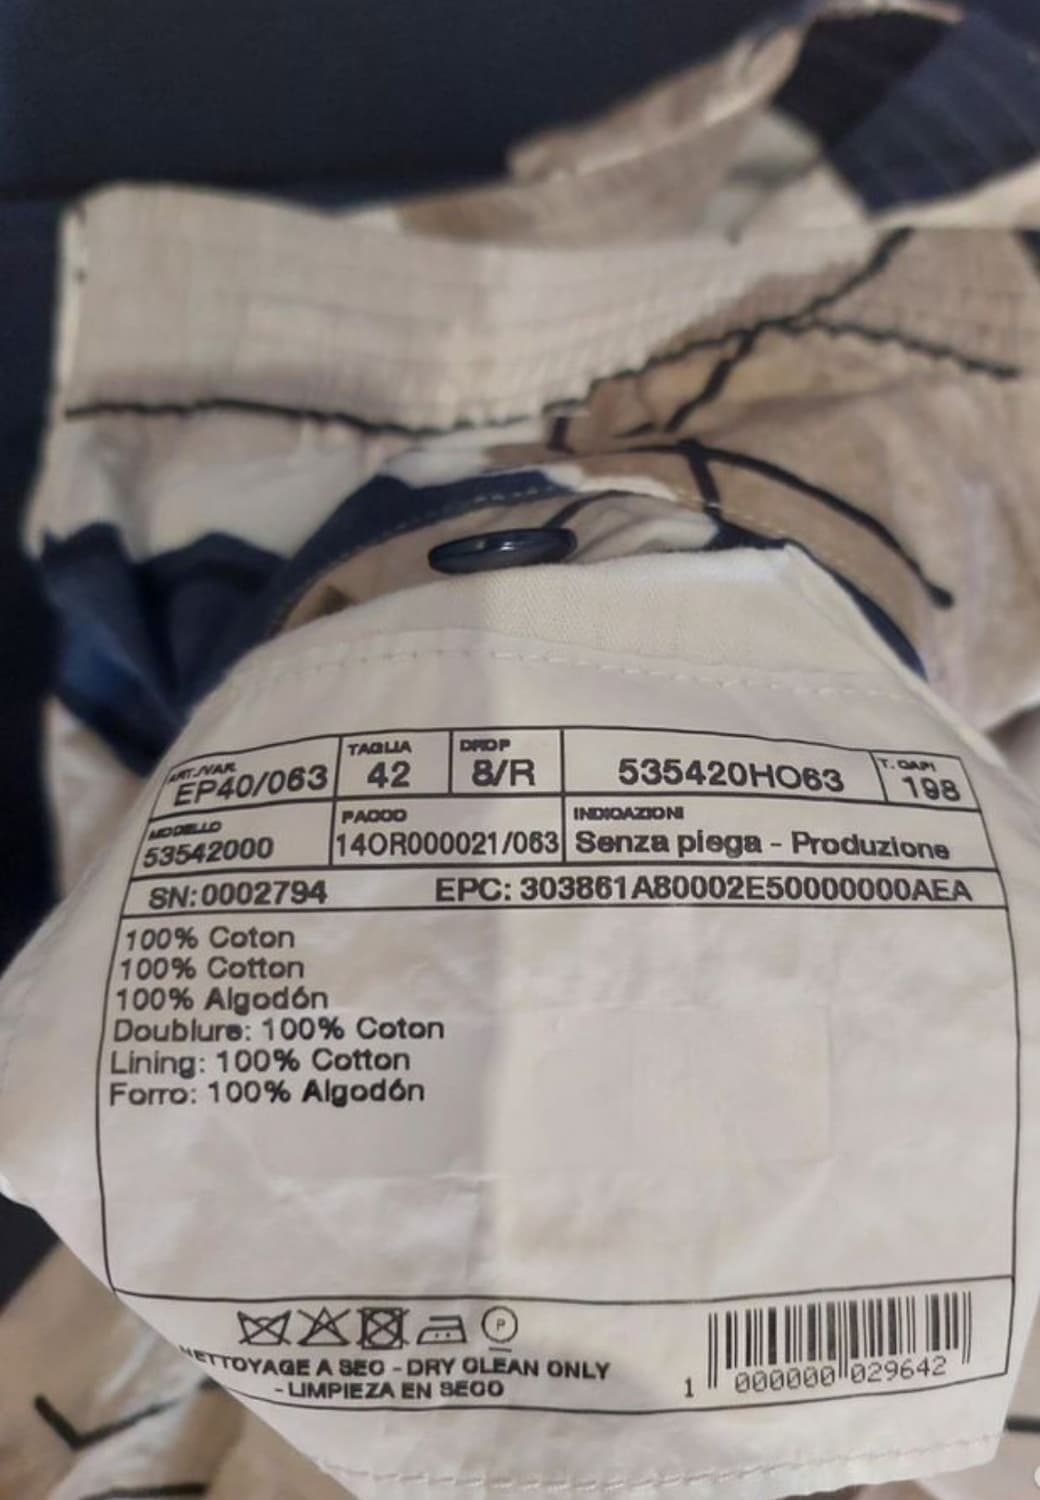 ART./VAR.
EP40/063
TAGLIA
42
DROP
8/R
535420HO63
T. CAPI
198
MODELLO
53542000
PACCO
14OR000021/063
INDICAZIONI
Senza piega - Produzione
SN:0002794 EPC: 303861A80002E50000000AEA
100% Coton
100% Cotton
100% Algodón
Doublure: 100% Coton
Lining: 100% Cotton
Forro: 100% Algodón
P
NETTOYAGE A SEC - DRY CLEAN ONLY
- LIMPIEZA EN SECO
1 000000 029642